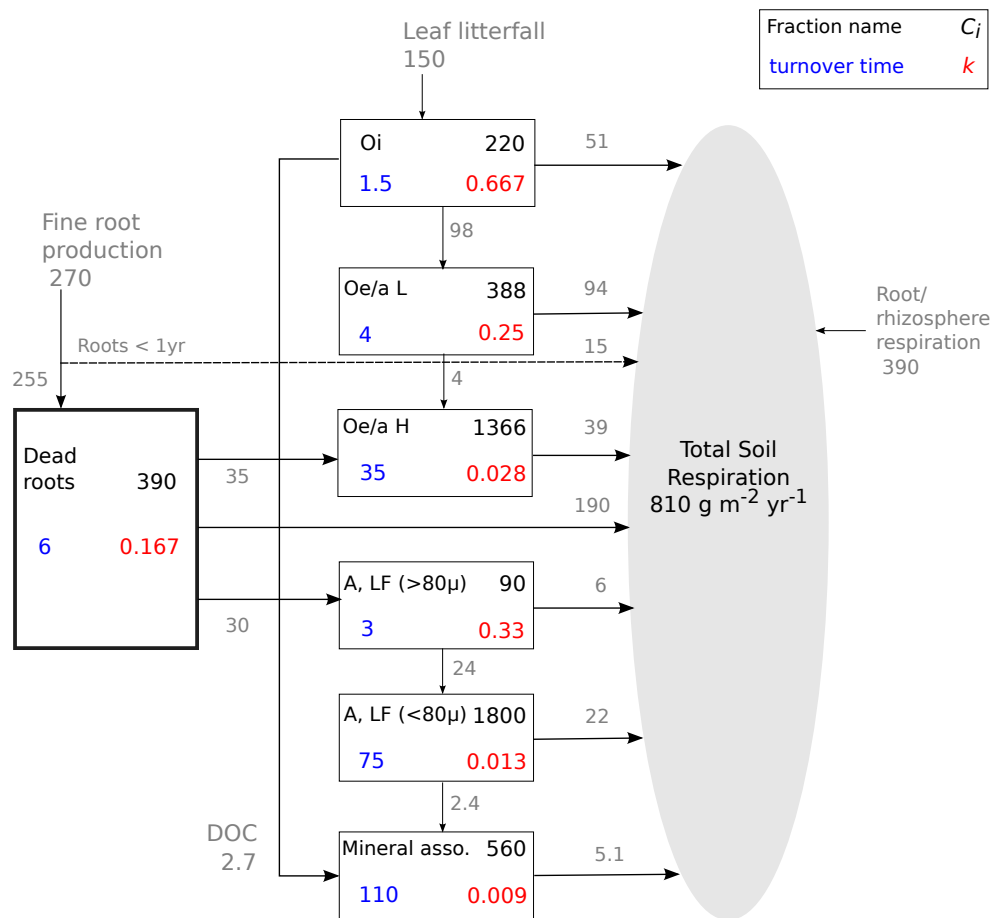 Leaf litterfall
150
Fraction name C_i
turnover time k
Oi 220
1.5 0.667
51
98
Fine root
production
270
Oe/a L 388
4 0.25
94
Root/
rhizosphere
respiration
390
Roots < 1yr
15
255
4
Dead
roots 390
6 0.167
35
Oe/a H 1366
35 0.028
39
Total Soil
Respiration
810 g m⁻² yr⁻¹
190
30
A, LF (>80μ) 90
3 0.33
6
24
A, LF (<80μ) 1800
75 0.013
22
2.4
DOC
2.7
Mineral asso. 560
110 0.009
5.1